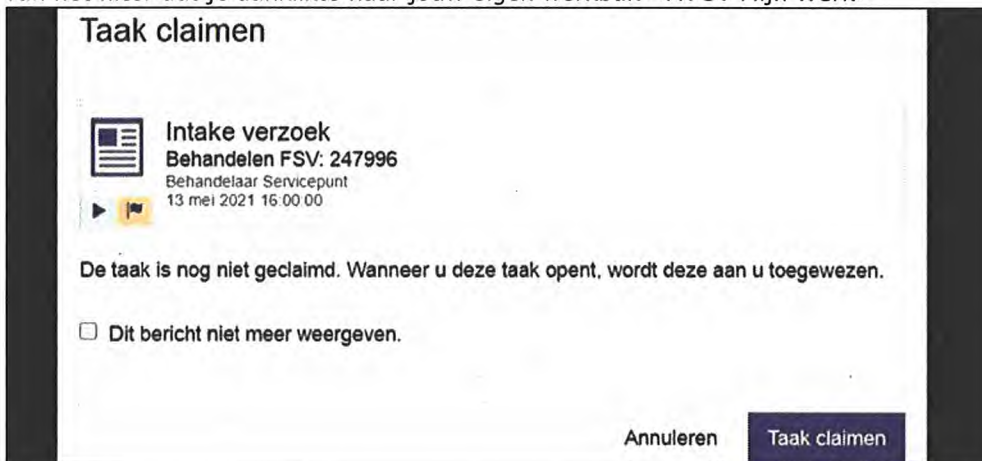 Taak claimen
Intake verzoek
Behandelen FSV: 247996
Behandelaar Servicepunt
13 mei 2021 16:00:00
De taak is nog niet geclaimd. Wanneer u deze taak opent, wordt deze aan u toegewezen.
Dit bericht niet meer weergeven.
Annuleren Taak claimen